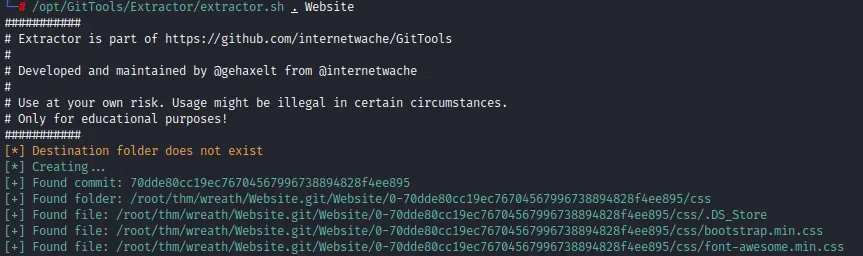 └─# /opt/GitTools/Extractor/extractor.sh . Website
###########
# Extractor is part of https://github.com/internetwache/GitTools
#
# Developed and maintained by @gehaxelt from @internetwache
#
# Use at your own risk. Usage might be illegal in certain circumstances.
# Only for educational purposes!
###########
[*] Destination folder does not exist
[*] Creating...
[+] Found commit: 70dde80cc19ec76704567996738894828f4ee895
[+] Found folder: /root/thm/wreath/Website.git/Website/0-70dde80cc19ec76704567996738894828f4ee895/css
[+] Found file: /root/thm/wreath/Website.git/Website/0-70dde80cc19ec76704567996738894828f4ee895/css/.DS_Store
[+] Found file: /root/thm/wreath/Website.git/Website/0-70dde80cc19ec76704567996738894828f4ee895/css/bootstrap.min.css
[+] Found file: /root/thm/wreath/Website.git/Website/0-70dde80cc19ec76704567996738894828f4ee895/css/font-awesome.min.css